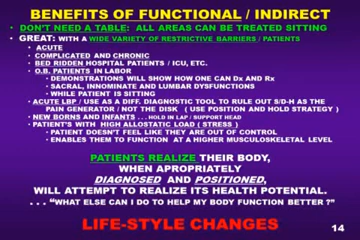 BENEFITS OF FUNCTIONAL / INDIRECT
• DON'T NEED A TABLE: ALL AREAS CAN BE TREATED SITTING
• GREAT: WITH A WIDE VARIETY OF RESTRICTIVE BARRIERS / PATIENTS
• ACUTE
• COMPLICATED AND CHRONIC
• BED RIDDEN HOSPITAL PATIENTS / ICU, ETC.
• O.B. PATIENTS IN LABOR
• DEMONSTRATIONS WILL SHOW HOW ONE CAN Dx AND Rx
• SACRAL, INNOMINATE AND LUMBAR DYSFUNCTIONS
• WHILE PATIENT IS SITTING
• ACUTE LBP / USE AS A DIFF. DIAGNOSTIC TOOL TO RULE OUT S/D-H AS THE
PAIN GENERATOR / NOT THE DISK ( USE POSITION AND HOLD STRATEGY )
• NEW BORNS AND INFANTS . . . HOLD IN LAP / SUPPORT HEAD
• PATIENT'S WITH HIGH ALLOSTATIC LOAD ( STRESS )
• PATIENT DOESN'T FEEL LIKE THEY ARE OUT OF CONTROL
• ENABLES THEM TO FUNCTION AT A HIGHER MUSCULOSKELETAL LEVEL
PATIENTS REALIZE THEIR BODY,
WHEN APROPRIATELY
DIAGNOSED AND POSITIONED,
WILL ATTEMPT TO REALIZE ITS HEALTH POTENTIAL.
. . . "WHAT ELSE CAN I DO TO HELP MY BODY FUNCTION BETTER ?"
LIFE-STYLE CHANGES
14